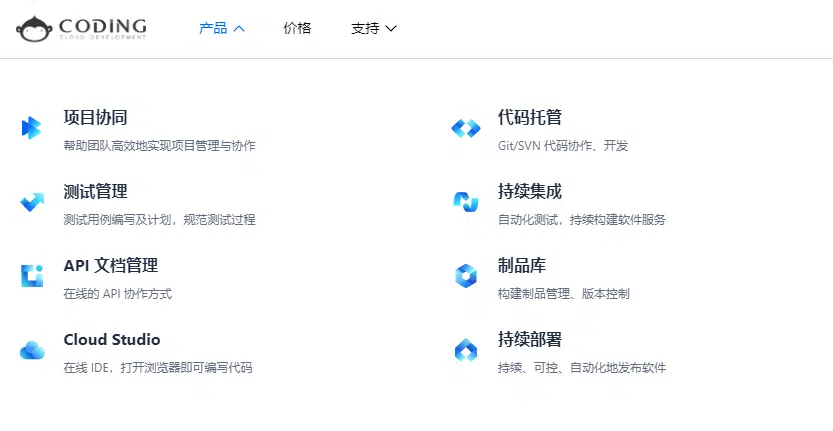 CODING
CLOUD DEVELOPMENT
产品
价格
支持
项目协同
帮助团队高效地实现项目管理与协作
代码托管
Git/SVN 代码协作、开发
测试管理
测试用例编写及计划，规范测试过程
持续集成
自动化测试，持续构建软件服务
API 文档管理
在线的 API 协作方式
制品库
构建制品管理、版本控制
Cloud Studio
在线 IDE，打开浏览器即可编写代码
持续部署
持续、可控、自动化地发布软件